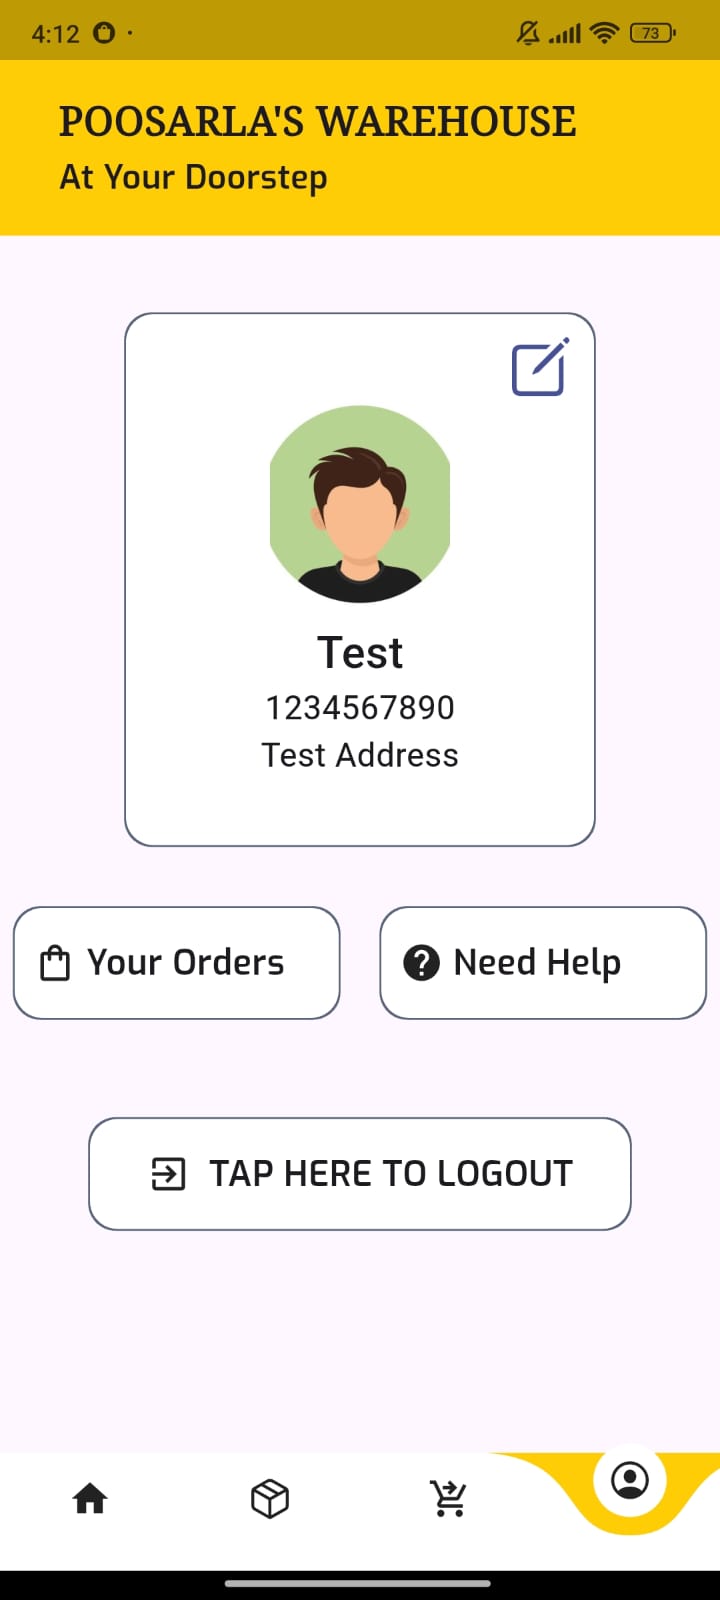 4:12
73
POOSARLA'S WAREHOUSE
At Your Doorstep
Test
1234567890
Test Address
Your Orders
Need Help
TAP HERE TO LOGOUT